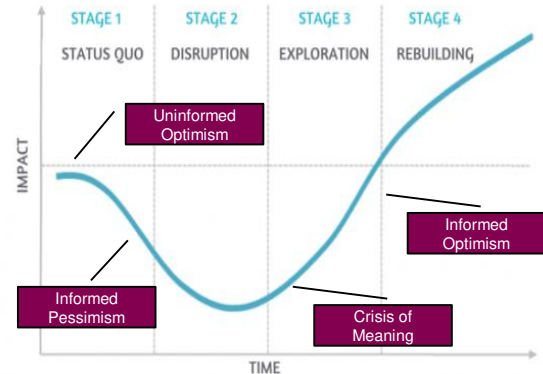 STAGE 1 STAGE 2 STAGE 3 STAGE 4
STATUS QUO DISRUPTION EXPLORATION REBUILDING
Uninformed
Optimism
IMPACT
Informed
Optimism
Informed
Pessimism
Crisis of
Meaning
TIME